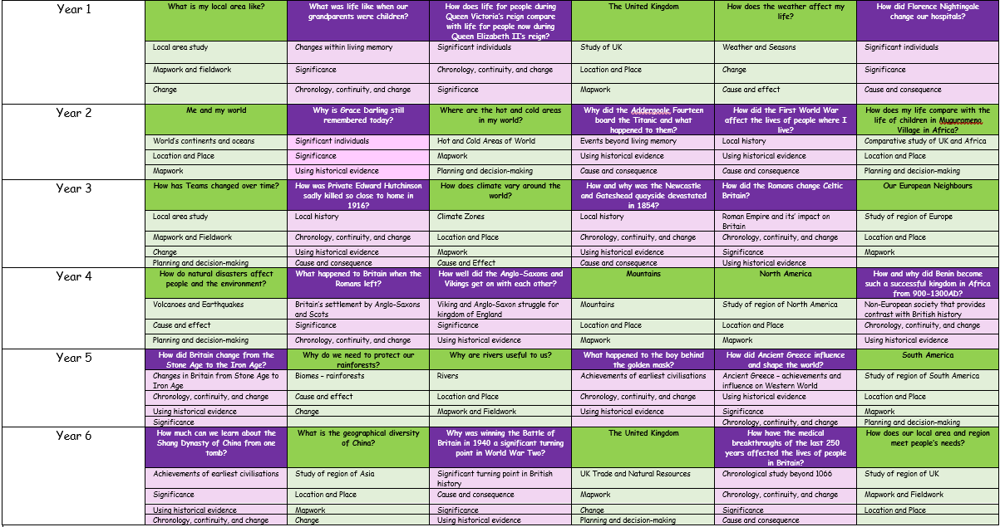 Year 1
What is my local area like?
What was life like when our
grandparents were children?
How does life for people during
Queen Victoria's reign compare
with life for people now during
Queen Elizabeth II's reign?
The United Kingdom
How does the weather affect my
life?
How did Florence Nightingale
change our hospitals?
Local area study
Changes within living memory
Significant individuals
Study of UK
Weather and Seasons
Significant individuals
Mapwork and fieldwork
Significance
Chronology, continuity, and change
Location and Place
Change
Significance
Change
Chronology, continuity, and change
Significance
Mapwork
Cause and effect
Cause and consequence
Year 2
Me and my world
Why is Grace Darling still
remembered today?
Where are the hot and cold areas
in my world?
Why did the Addergoole Fourteen
board the Titanic and what
happened to them?
How did the First World War
affect the lives of people where I
live?
How does my life compare with the
life of children in Mugurameno
Village in Africa?
World's continents and oceans
Significant individuals
Hot and Cold Areas of World
Events beyond living memory
Local history
Comparative study of UK and Africa
Location and Place
Significance
Mapwork
Using historical evidence
Using historical evidence
Location and Place
Mapwork
Using historical evidence
Planning and decision-making
Cause and consequence
Cause and consequence
Planning and decision-making
Year 3
How has Teams changed over time?
How was Private Edward Hutchinson
sadly killed so close to home in
1916?
How does climate vary around the
world?
How and why was the Newcastle
and Gateshead quayside devastated
in 1854?
How did the Romans change Celtic
Britain?
Our European Neighbours
Local area study
Local history
Climate Zones
Local history
Roman Empire and its' impact on
Britain
Study of region of Europe
Mapwork and Fieldwork
Chronology, continuity, and change
Location and Place
Chronology, continuity, and change
Chronology, continuity, and change
Location and Place
Change
Using historical evidence
Mapwork
Using historical evidence
Significance
Mapwork
Planning and decision-making
Cause and consequence
Cause and Effect
Cause and consequence
Using historical evidence
Year 4
How do natural disasters affect
people and the environment?
What happened to Britain when the
Romans left?
How well did the Anglo-Saxons and
Vikings get on with each other?
Mountains
North America
How and why did Benin become
such a successful kingdom in Africa
from 900-1300AD?
Volcanoes and Earthquakes
Britain's settlement by Anglo-Saxons
and Scots
Viking and Anglo-Saxon struggle for
kingdom of England
Mountains
Study of region of North America
Non-European society that provides
contrast with British history
Cause and effect
Significance
Significance
Location and Place
Location and Place
Chronology, continuity, and change
Planning and decision-making
Chronology, continuity, and change
Using historical evidence
Mapwork
Mapwork
Using historical evidence
Year 5
How did Britain change from the
Stone Age to the Iron Age?
Why do we need to protect our
rainforests?
Why are rivers useful to us?
What happened to the boy behind
the golden mask?
How did Ancient Greece influence
and shape the world?
South America
Changes in Britain from Stone Age to
Iron Age
Biomes - rainforests
Rivers
Achievements of earliest civilisations
Ancient Greece - achievements and
influence on Western World
Study of region of South America
Chronology, continuity, and change
Cause and effect
Location and Place
Chronology, continuity, and change
Using historical evidence
Location and Place
Using historical evidence
Change
Mapwork and Fieldwork
Using historical evidence
Significance
Mapwork
Significance
Chronology, continuity, and change
Planning and decision-making
Year 6
How much can we learn about the
Shang Dynasty of China from one
tomb?
What is the geographical diversity
of China?
Why was winning the Battle of
Britain in 1940 a significant turning
point in World War Two?
The United Kingdom
How have the medical
breakthroughs of the last 250
years affected the lives of people
in Britain?
How does our local area and region
meet people's needs?
Achievements of earliest civilisations
Study of region of Asia
Significant turning point in British
history
UK Trade and Natural Resources
Chronological study beyond 1066
Study of region of UK
Significance
Location and Place
Cause and consequence
Mapwork
Chronology, continuity, and change
Mapwork and Fieldwork
Using historical evidence
Mapwork
Significance
Change
Significance
Location and Place
Chronology, continuity, and change
Change
Using historical evidence
Planning and decision-making
Cause and consequence